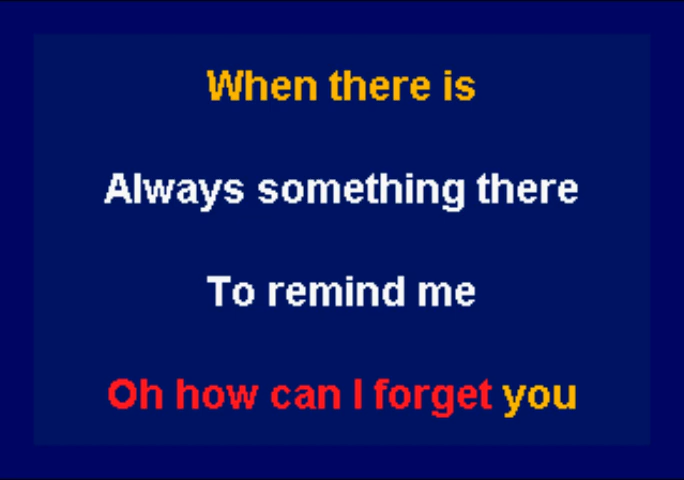 When there is
Always something there
To remind me
Oh how can I forget you